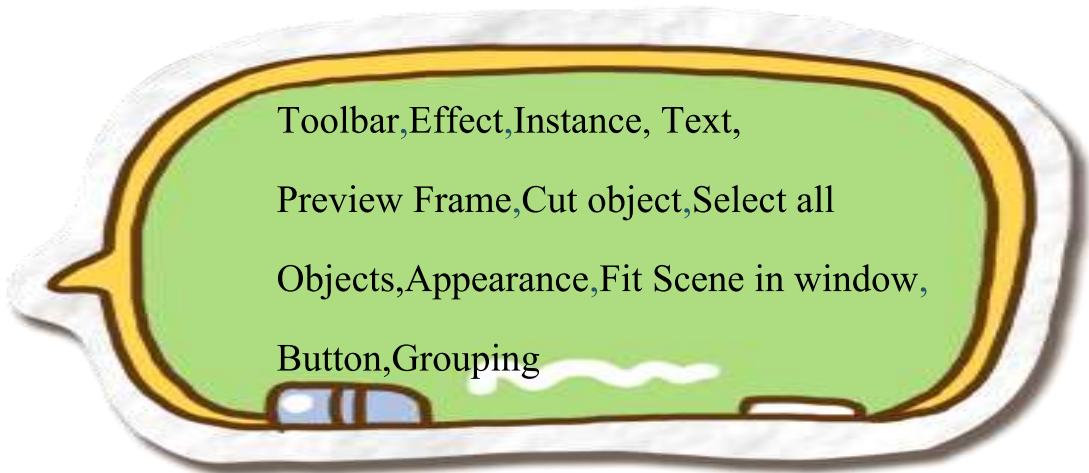 Toolbar,Effect,Instance, Text,
Preview Frame,Cut object,Select all
Objects,Appearance,Fit Scene in window,
Button,Grouping